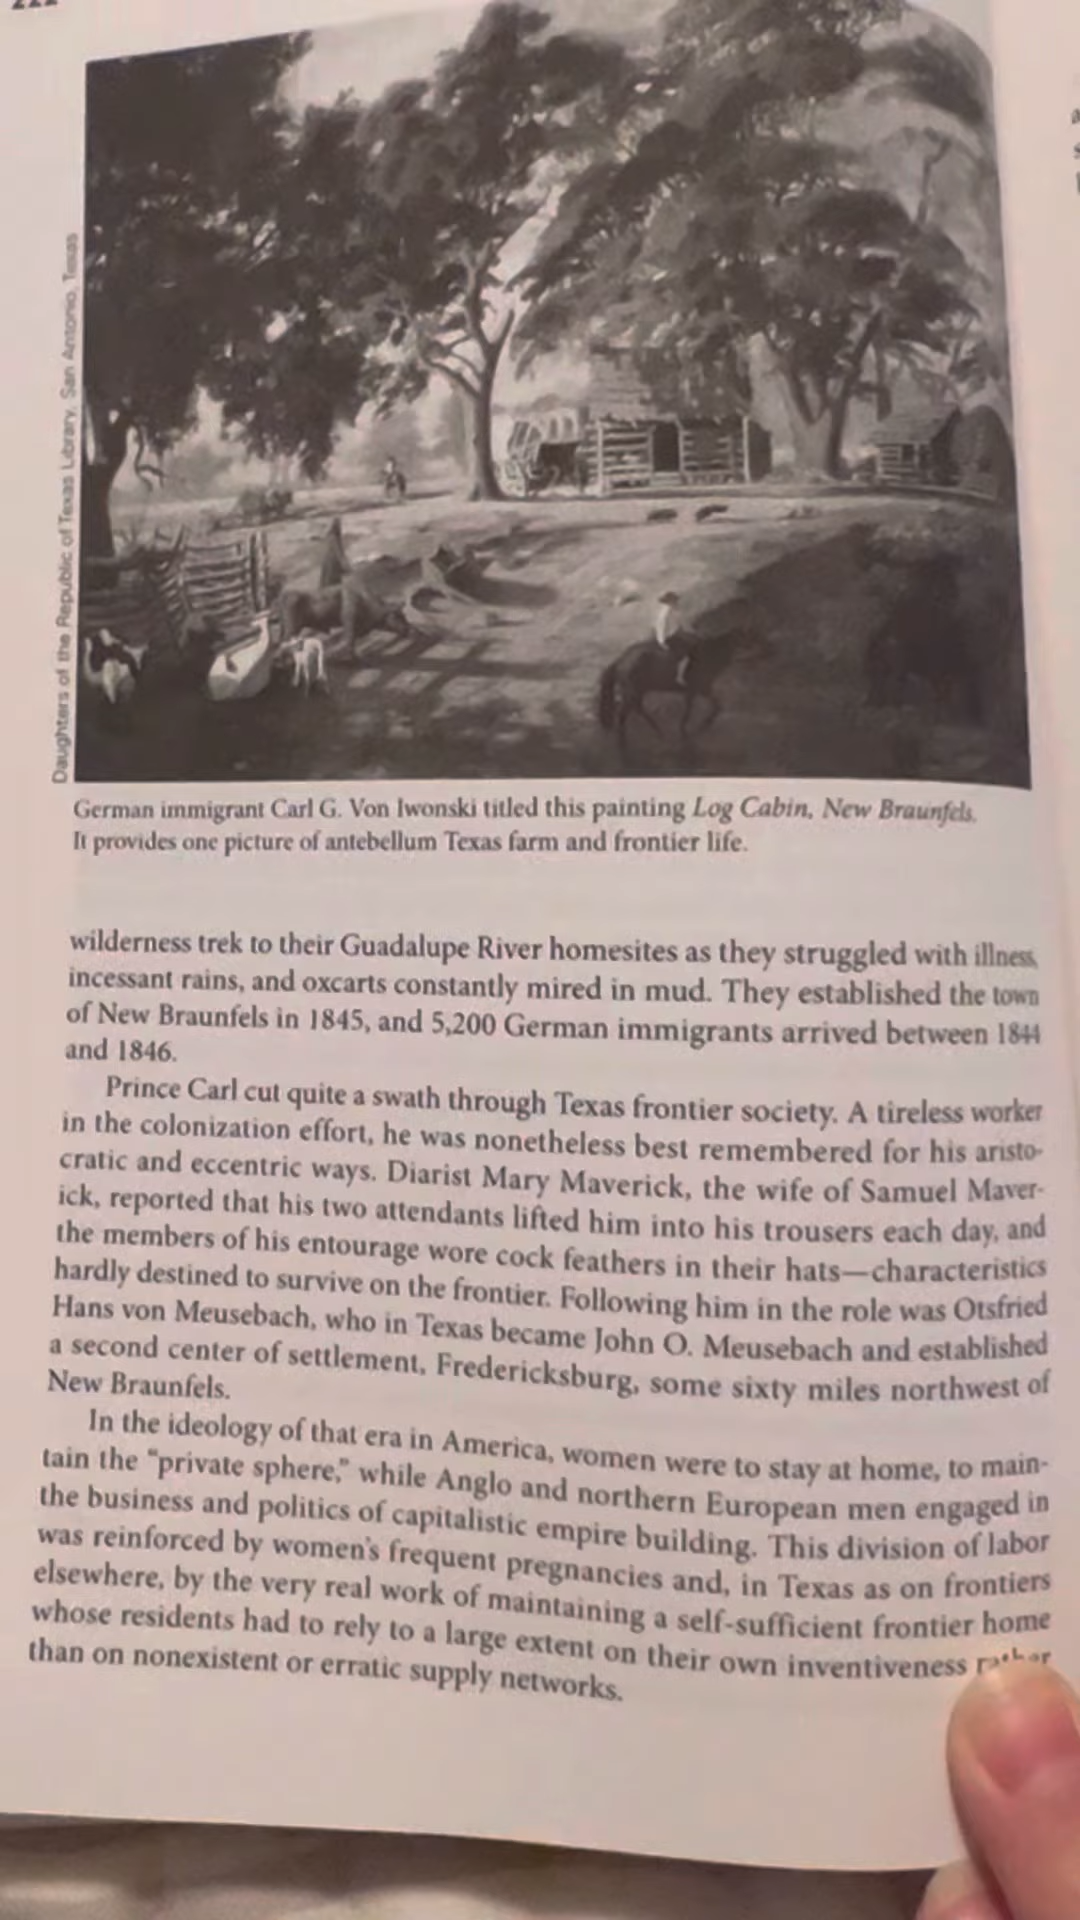 222
Daughters of the Republic of Texas Library, San Antonio, Texas
German immigrant Carl G. Von Iwonski titled this painting Log Cabin, New Braunfels.
It provides one picture of antebellum Texas farm and frontier life.
wilderness trek to their Guadalupe River homesites as they struggled with illness,
incessant rains, and oxcarts constantly mired in mud. They established the town
of New Braunfels in 1845, and 5,200 German immigrants arrived between 1844
and 1846.
Prince Carl cut quite a swath through Texas frontier society. A tireless worker
in the colonization effort, he was nonetheless best remembered for his aristo-
cratic and eccentric ways. Diarist Mary Maverick, the wife of Samuel Maver-
ick, reported that his two attendants lifted him into his trousers each day, and
the members of his entourage wore cock feathers in their hats—characteristics
hardly destined to survive on the frontier. Following him in the role was Otsfried
Hans von Meusebach, who in Texas became John O. Meusebach and established
a second center of settlement, Fredericksburg, some sixty miles northwest of
New Braunfels.
In the ideology of that era in America, women were to stay at home, to main-
tain the “private sphere,” while Anglo and northern European men engaged in
the business and politics of capitalistic empire building. This division of labor
was reinforced by women's frequent pregnancies and, in Texas as on frontiers
elsewhere, by the very real work of maintaining a self-sufficient frontier home
whose residents had to rely to a large extent on their own inventiveness rather
than on nonexistent or erratic supply networks.